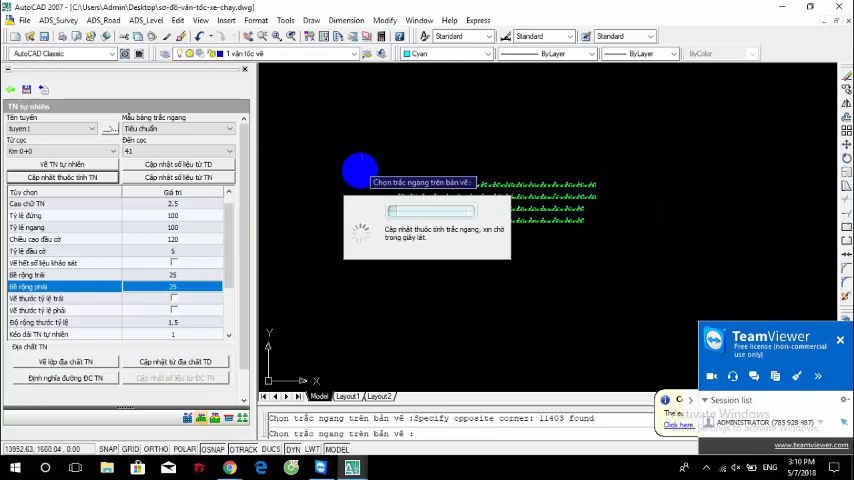 AutoCAD 2007 - [C:\Users\Admin\Desktop\sơ-đồ-vân-tốc-xe-chay.dwg]
File ADS_Survey ADS_Road ADS_Level Edit View Insert Format Tools Draw Dimension Modify Window Help Express
Standard Standard Standard
AutoCAD Classic 1 vân tốc vẽ Cyan ByLayer ByLayer ByColor
TN tự nhiên
Tên tuyến Mẫu bảng trắc ngang
tuyen1 Tiêu chuẩn
Từ cọc Đến cọc
Km 0+0 41
Vẽ TN tự nhiên Cập nhật số liệu từ TD
Cập nhật thuộc tính TN Cập nhật số liệu từ TN
Tùy chọn Giá trị
Cao chữ TN 2.5
Tỷ lệ đứng 100
Tỷ lệ ngang 100
Chiều cao đầu cờ 120
Tỷ lệ đầu cờ 5
Vẽ hết số liệu khảo sát
Bề rộng trái 25
Bề rộng phải 25
Vẽ thước tỷ lệ trái
Vẽ thước tỷ lệ phải
Độ rộng thước tỷ lệ 1.5
Kéo dài TN tự nhiên 1
Địa chất TN
Vẽ lớp địa chất TN Cập nhật từ địa chất TD
Định nghĩa đường ĐC TN Cập nhật số liệu từ ĐC TN
Chọn trắc ngang trên bản vẽ :
Cập nhật thuộc tính trắc ngang, xin chờ
trong giây lát.
Y
X
Model Layout1 Layout2
Chọn trắc ngang trên bản vẽ :Specify opposite corner: 11403 found
Chọn trắc ngang trên bản vẽ :
13952.63, 1660.04 , 0.00 SNAP GRID ORTHO POLAR OSNAP OTRACK DUCS DYN LWT MODEL
TeamViewer
Free license (non-commercial
use only)
Session list
Activate Windows
ADMINISTRATOR (785 928 487)
Click here
www.teamviewer.com
ENG
3:10 PM
5/7/2018